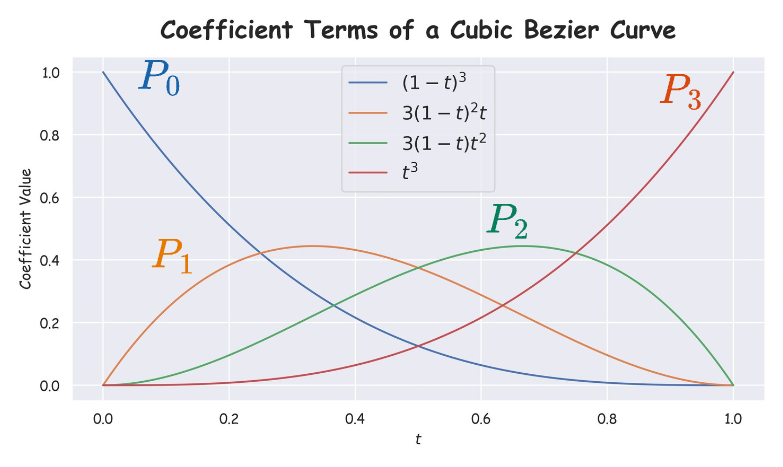 Coefficient Terms of a Cubic Bezier Curve
P₀
P₃
(1 − t)³
3(1 − t)²t
3(1 − t)t²
t³
P₂
P₁
Coefficient Value
1.0
0.8
0.6
0.4
0.2
0.0
0.0 0.2 0.4 0.6 0.8 1.0
t